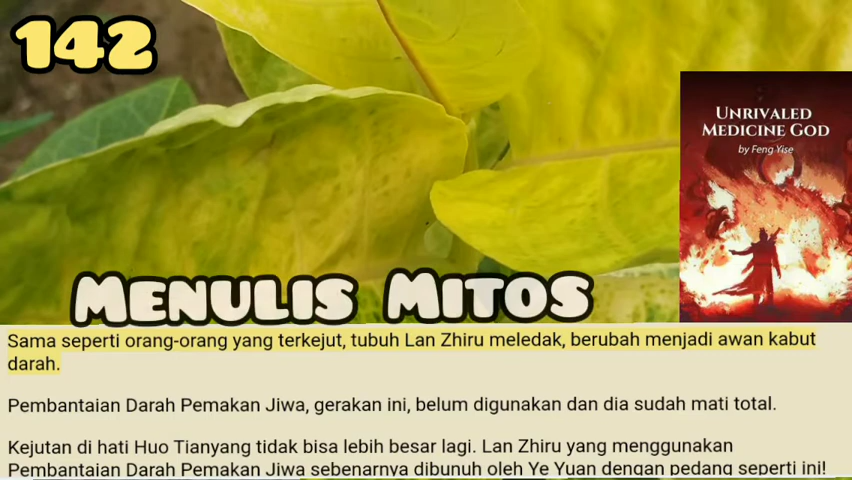 142
UNRIVALED
MEDICINE GOD
by Feng Yise
MENULIS MITOS
Sama seperti orang-orang yang terkejut, tubuh Lan Zhiru meledak, berubah menjadi awan kabut
darah.
Pembantaian Darah Pemakan Jiwa, gerakan ini, belum digunakan dan dia sudah mati total.
Kejutan di hati Huo Tianyang tidak bisa lebih besar lagi. Lan Zhiru yang menggunakan
Pembantaian Darah Pemakan Jiwa sebenarnya dibunuh oleh Ye Yuan dengan pedang seperti ini!